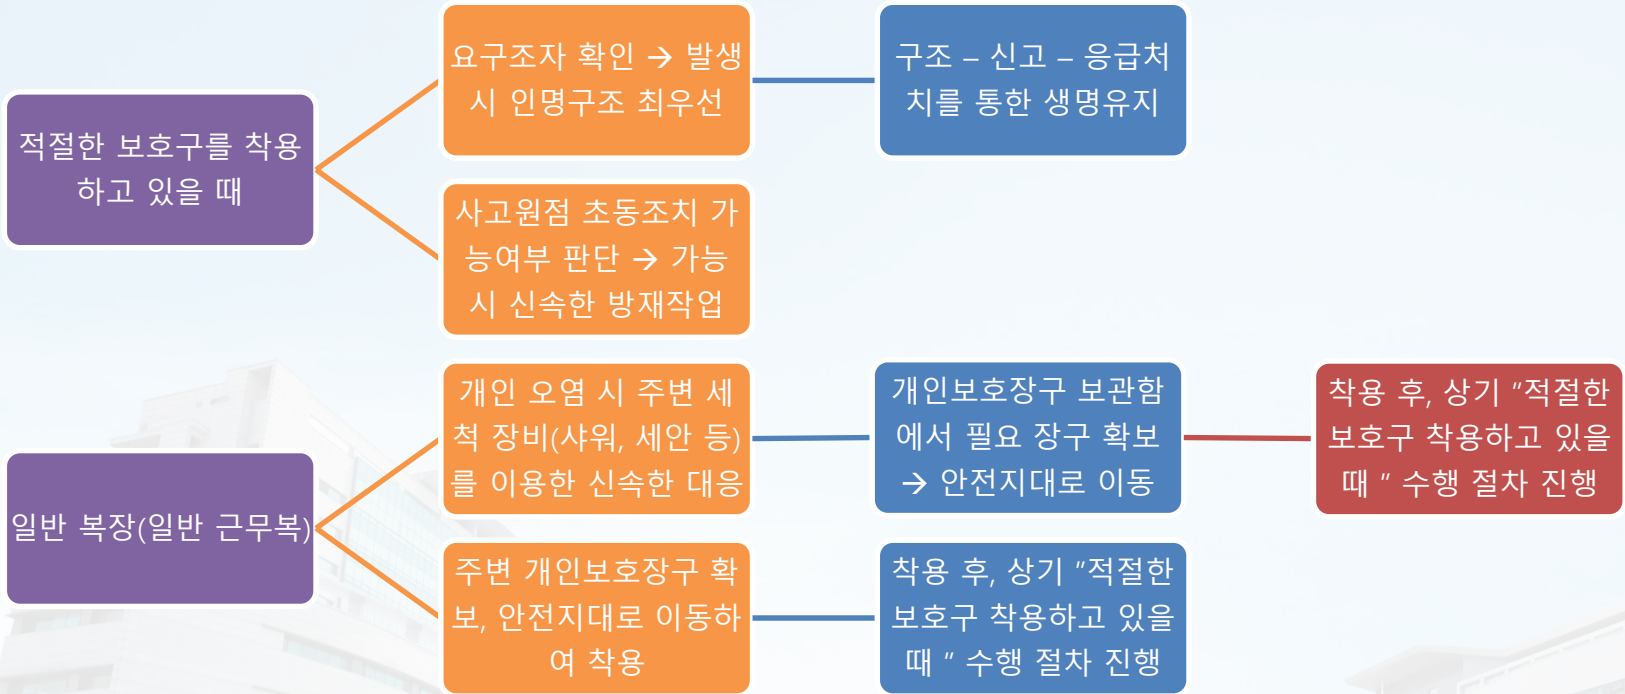 적절한 보호구를 착용
하고 있을 때
요구조자 확인 → 발생
시 인명구조 최우선
구조 – 신고 – 응급처
치를 통한 생명유지
사고원점 초동조치 가
능여부 판단 → 가능
시 신속한 방재작업
일반 복장(일반 근무복)
개인 오염 시 주변 세
척 장비(샤워, 세안 등)
를 이용한 신속한 대응
개인보호장구 보관함
에서 필요 장구 확보
→ 안전지대로 이동
착용 후, 상기 “적절한
보호구 착용하고 있을
때 “ 수행 절차 진행
주변 개인보호장구 확
보, 안전지대로 이동하
여 착용
착용 후, 상기 “적절한
보호구 착용하고 있을
때 “ 수행 절차 진행